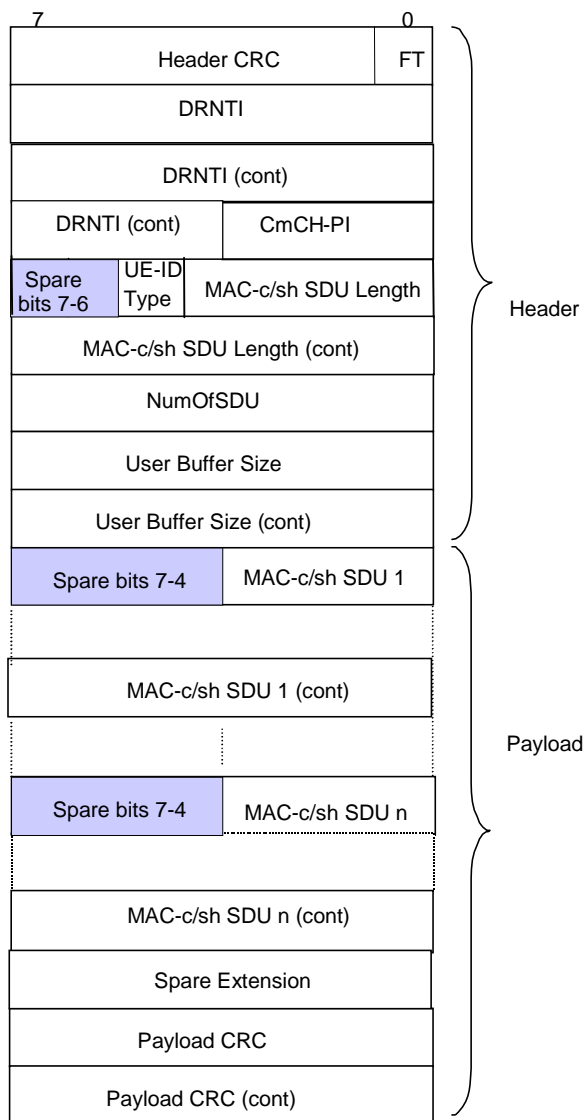 7 0
Header CRC FT
DRNTI
DRNTI (cont)
DRNTI (cont) CmCH-PI
Spare bits 7-6 UE-ID Type MAC-c/sh SDU Length
MAC-c/sh SDU Length (cont)
NumOfSDU
User Buffer Size
User Buffer Size (cont)
Header
Spare bits 7-4 MAC-c/sh SDU 1
MAC-c/sh SDU 1 (cont)
Payload
Spare bits 7-4 MAC-c/sh SDU n
MAC-c/sh SDU n (cont)
Spare Extension
Payload CRC
Payload CRC (cont)